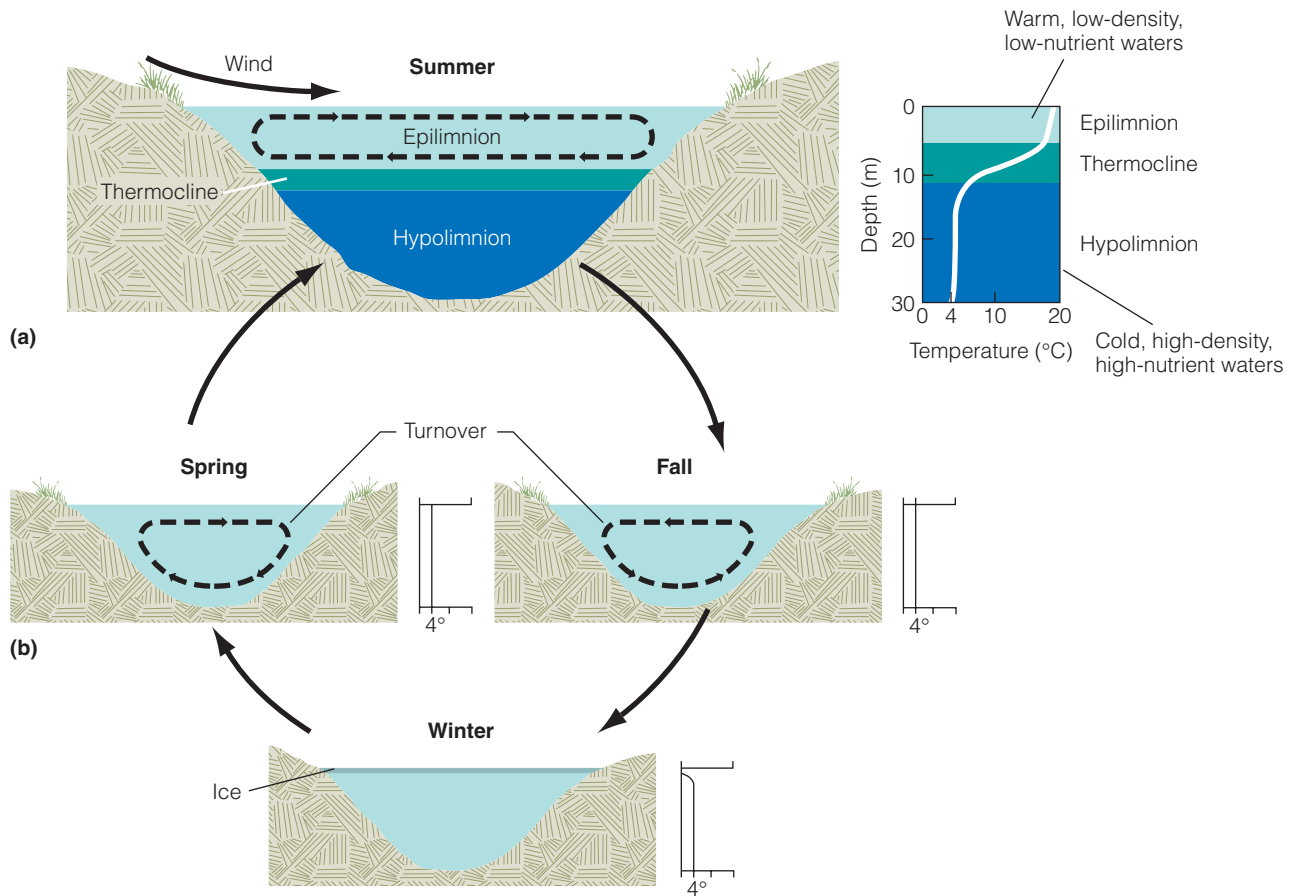 Warm, low-density,
low-nutrient waters
Wind
Summer
Epilimnion
Thermocline
Hypolimnion
0
10
20
30
Depth (m)
Epilimnion
Thermocline
Hypolimnion
0 4 10 20
Temperature (°C)
Cold, high-density,
high-nutrient waters
(a)
Turnover
Spring
Fall
4°
4°
(b)
Winter
Ice
4°